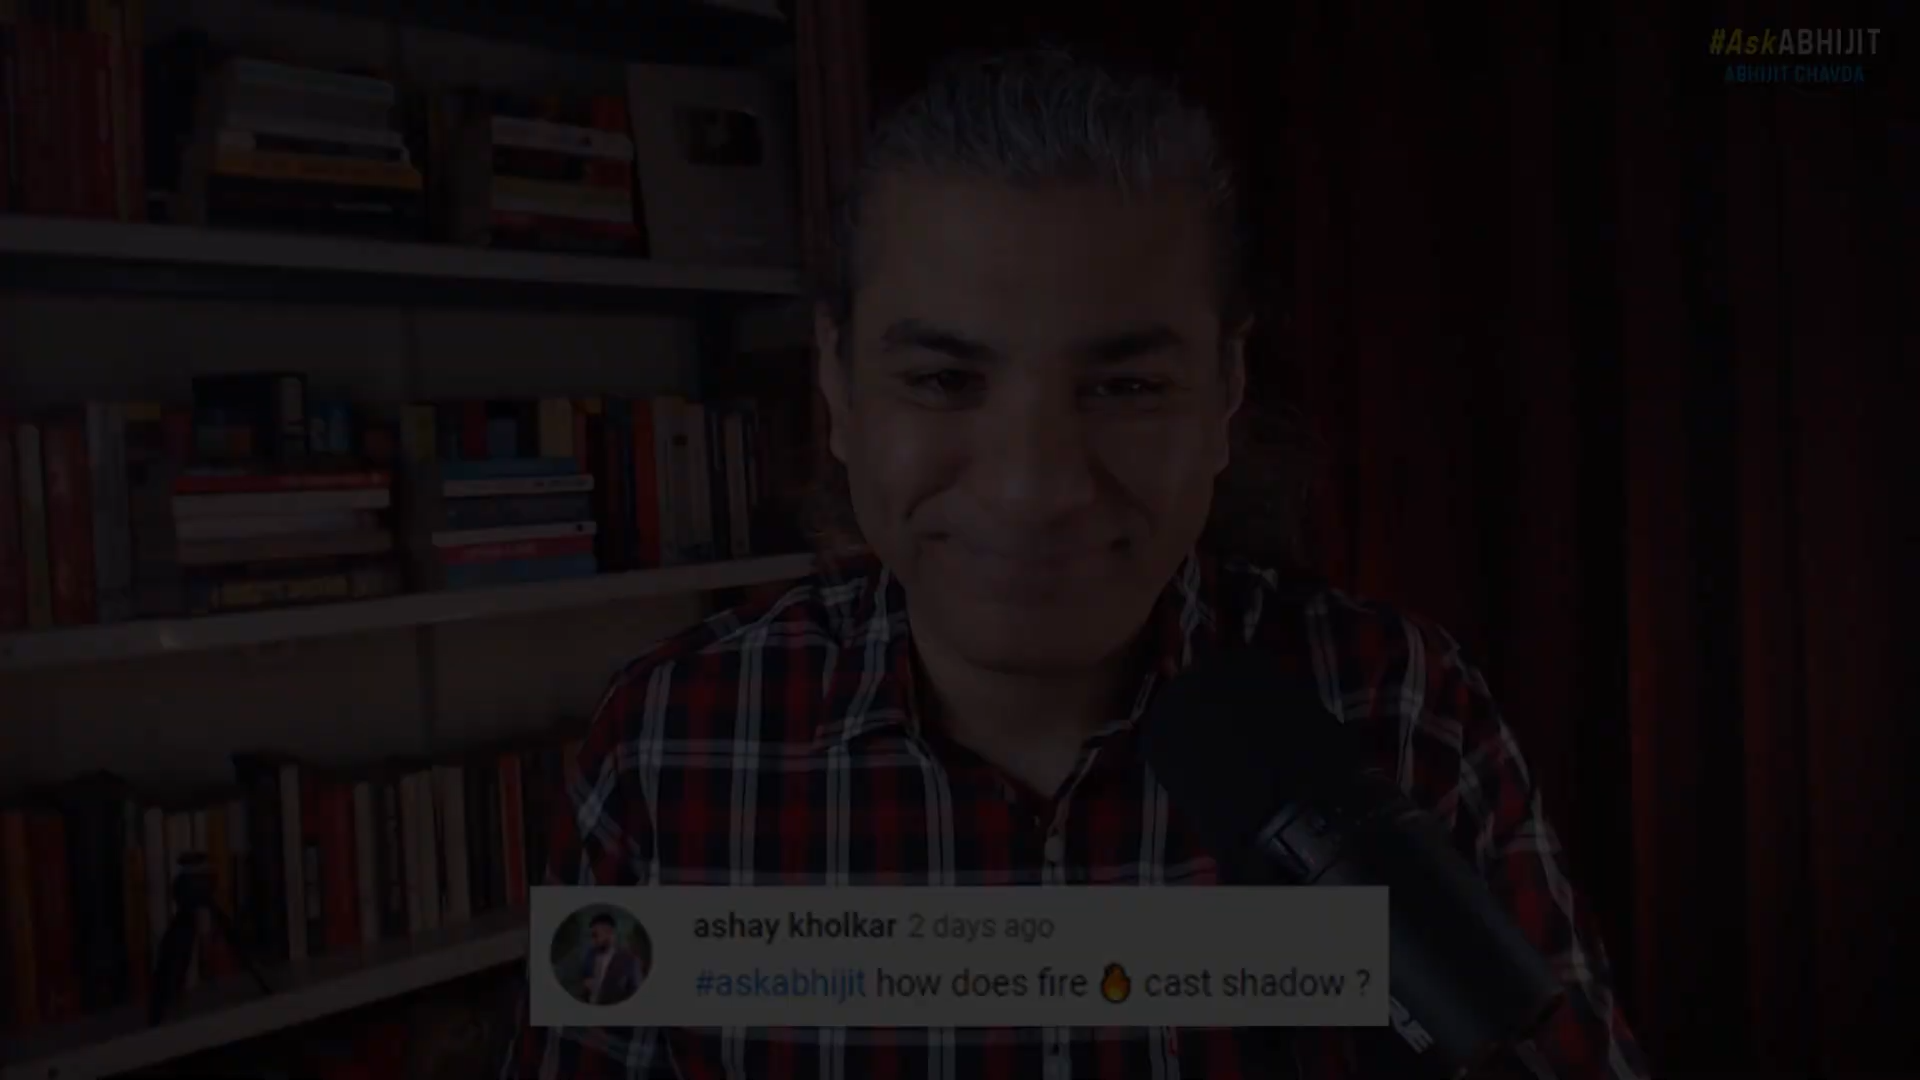 #AskABHIJIT
ABHIJIT CHAVDA
ashay kholkar 2 days ago
#askabhijit how does fire 🔥 cast shadow ?